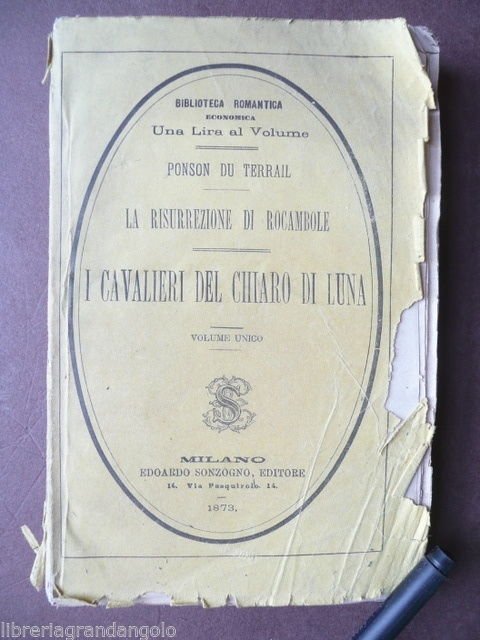 BIBLIOTECA ROMANTICA
ECONOMICA
Una Lira al Volume
PONSON DU TERRAIL
LA RISURREZIONE DI ROCAMBOLE
I CAVALIERI DEL CHIARO DI LUNA
VOLUME UNICO
ES
MILANO
EDOARDO SONZOGNO, EDITORE
14. Via Pasquirolo. 14.
1873.
libreriagrandangolo